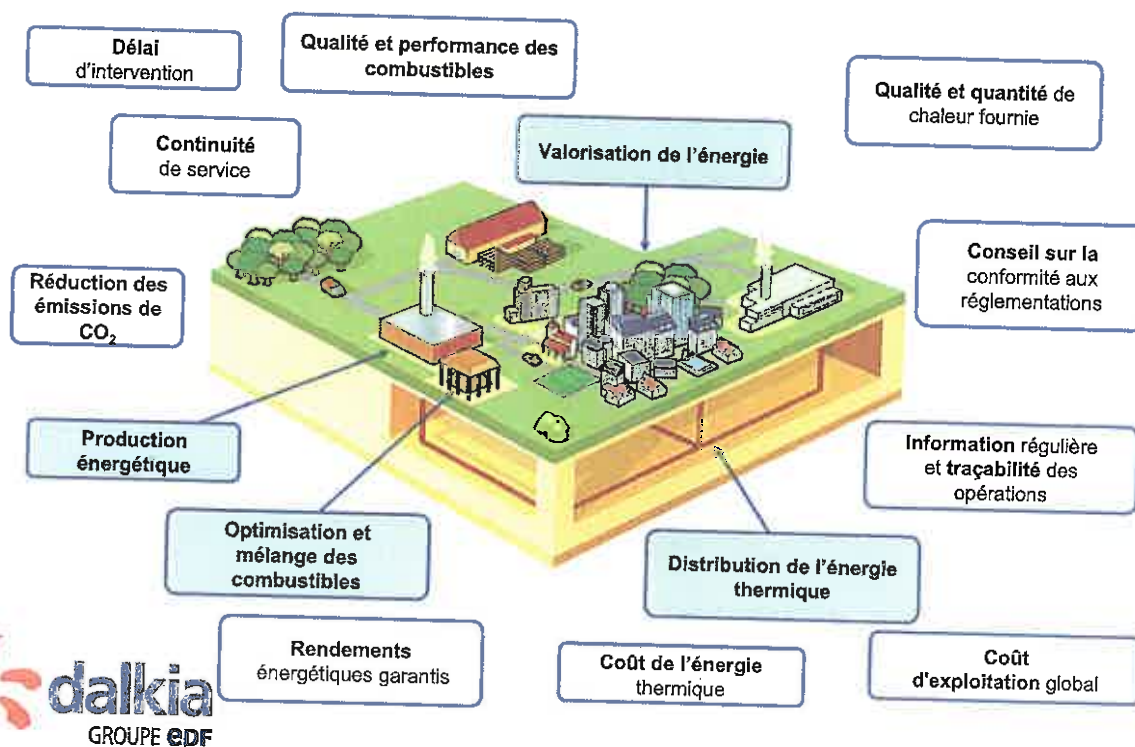 Délai
d'intervention
Qualité et performance des
combustibles
Qualité et quantité de
chaleur fournie
Continuité
de service
Valorisation de l'énergie
Conseil sur la
conformité aux
réglementations
Réduction des
émissions de
CO₂
Production
énergétique
Information régulière
et traçabilité des
opérations
Optimisation et
mélange des
combustibles
Distribution de l'énergie
thermique
Rendements
énergétiques garantis
Coût de l'énergie
thermique
Coût
d'exploitation global
dalkia
GROUPE eDF